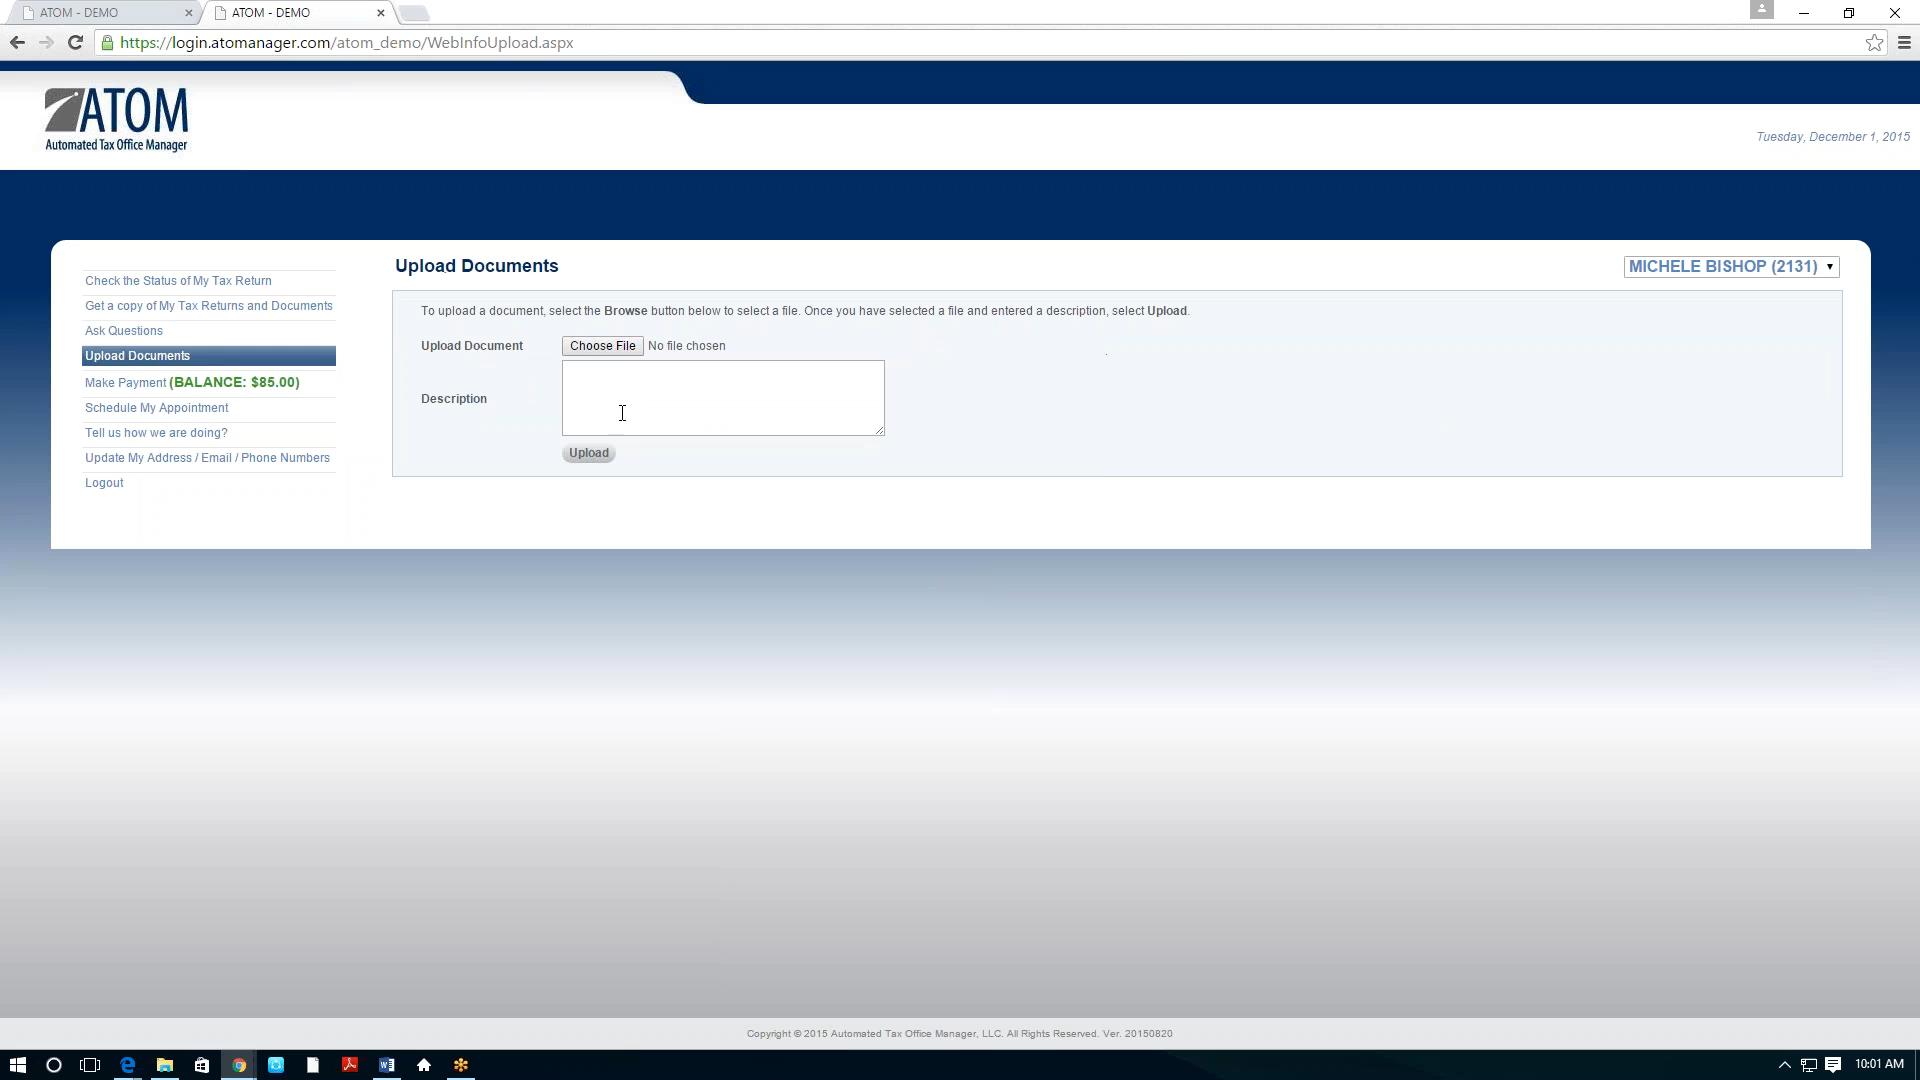 ATOM - DEMO
ATOM - DEMO
https://login.atomanager.com/atom_demo/WebInfoUpload.aspx
ATOM
Automated Tax Office Manager
Tuesday, December 1, 2015
Check the Status of My Tax Return
Get a copy of My Tax Returns and Documents
Ask Questions
Upload Documents
Make Payment (BALANCE: $85.00)
Schedule My Appointment
Tell us how we are doing?
Update My Address / Email / Phone Numbers
Logout
Upload Documents
MICHELE BISHOP (2131)
To upload a document, select the Browse button below to select a file. Once you have selected a file and entered a description, select Upload.
Upload Document
Choose File No file chosen
Description
Upload
Copyright © 2015 Automated Tax Office Manager, LLC. All Rights Reserved. Ver. 20150820
10:01 AM